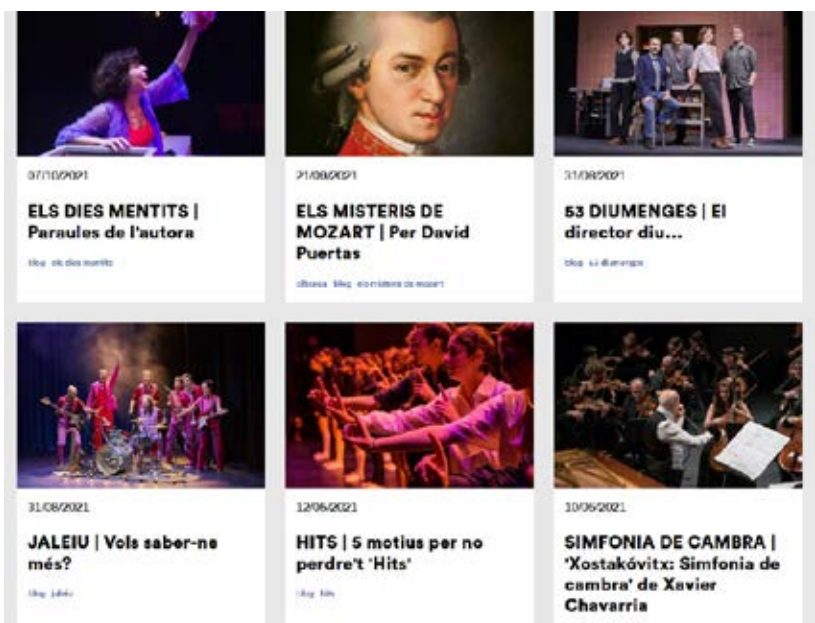 07/10/2021
ELS DIES MENTITS |
Paraules de l'autora
blog els dies mentits
21/09/2021
ELS MISTERIS DE
MOZART | Per David
Puertas
blog els misteris de mozart
31/08/2021
53 DIUMENGES | El
director diu...
blog 53 diumenges
31/08/2021
JALEIU | Vols saber-ne
més?
blog jaleiu
12/06/2021
HITS | 5 motius per no
perdre't 'Hits'
blog hits
10/06/2021
SIMFONIA DE CAMBRA |
'Xostakóvitx: Simfonia de
cambra' de Xavier
Chavarria